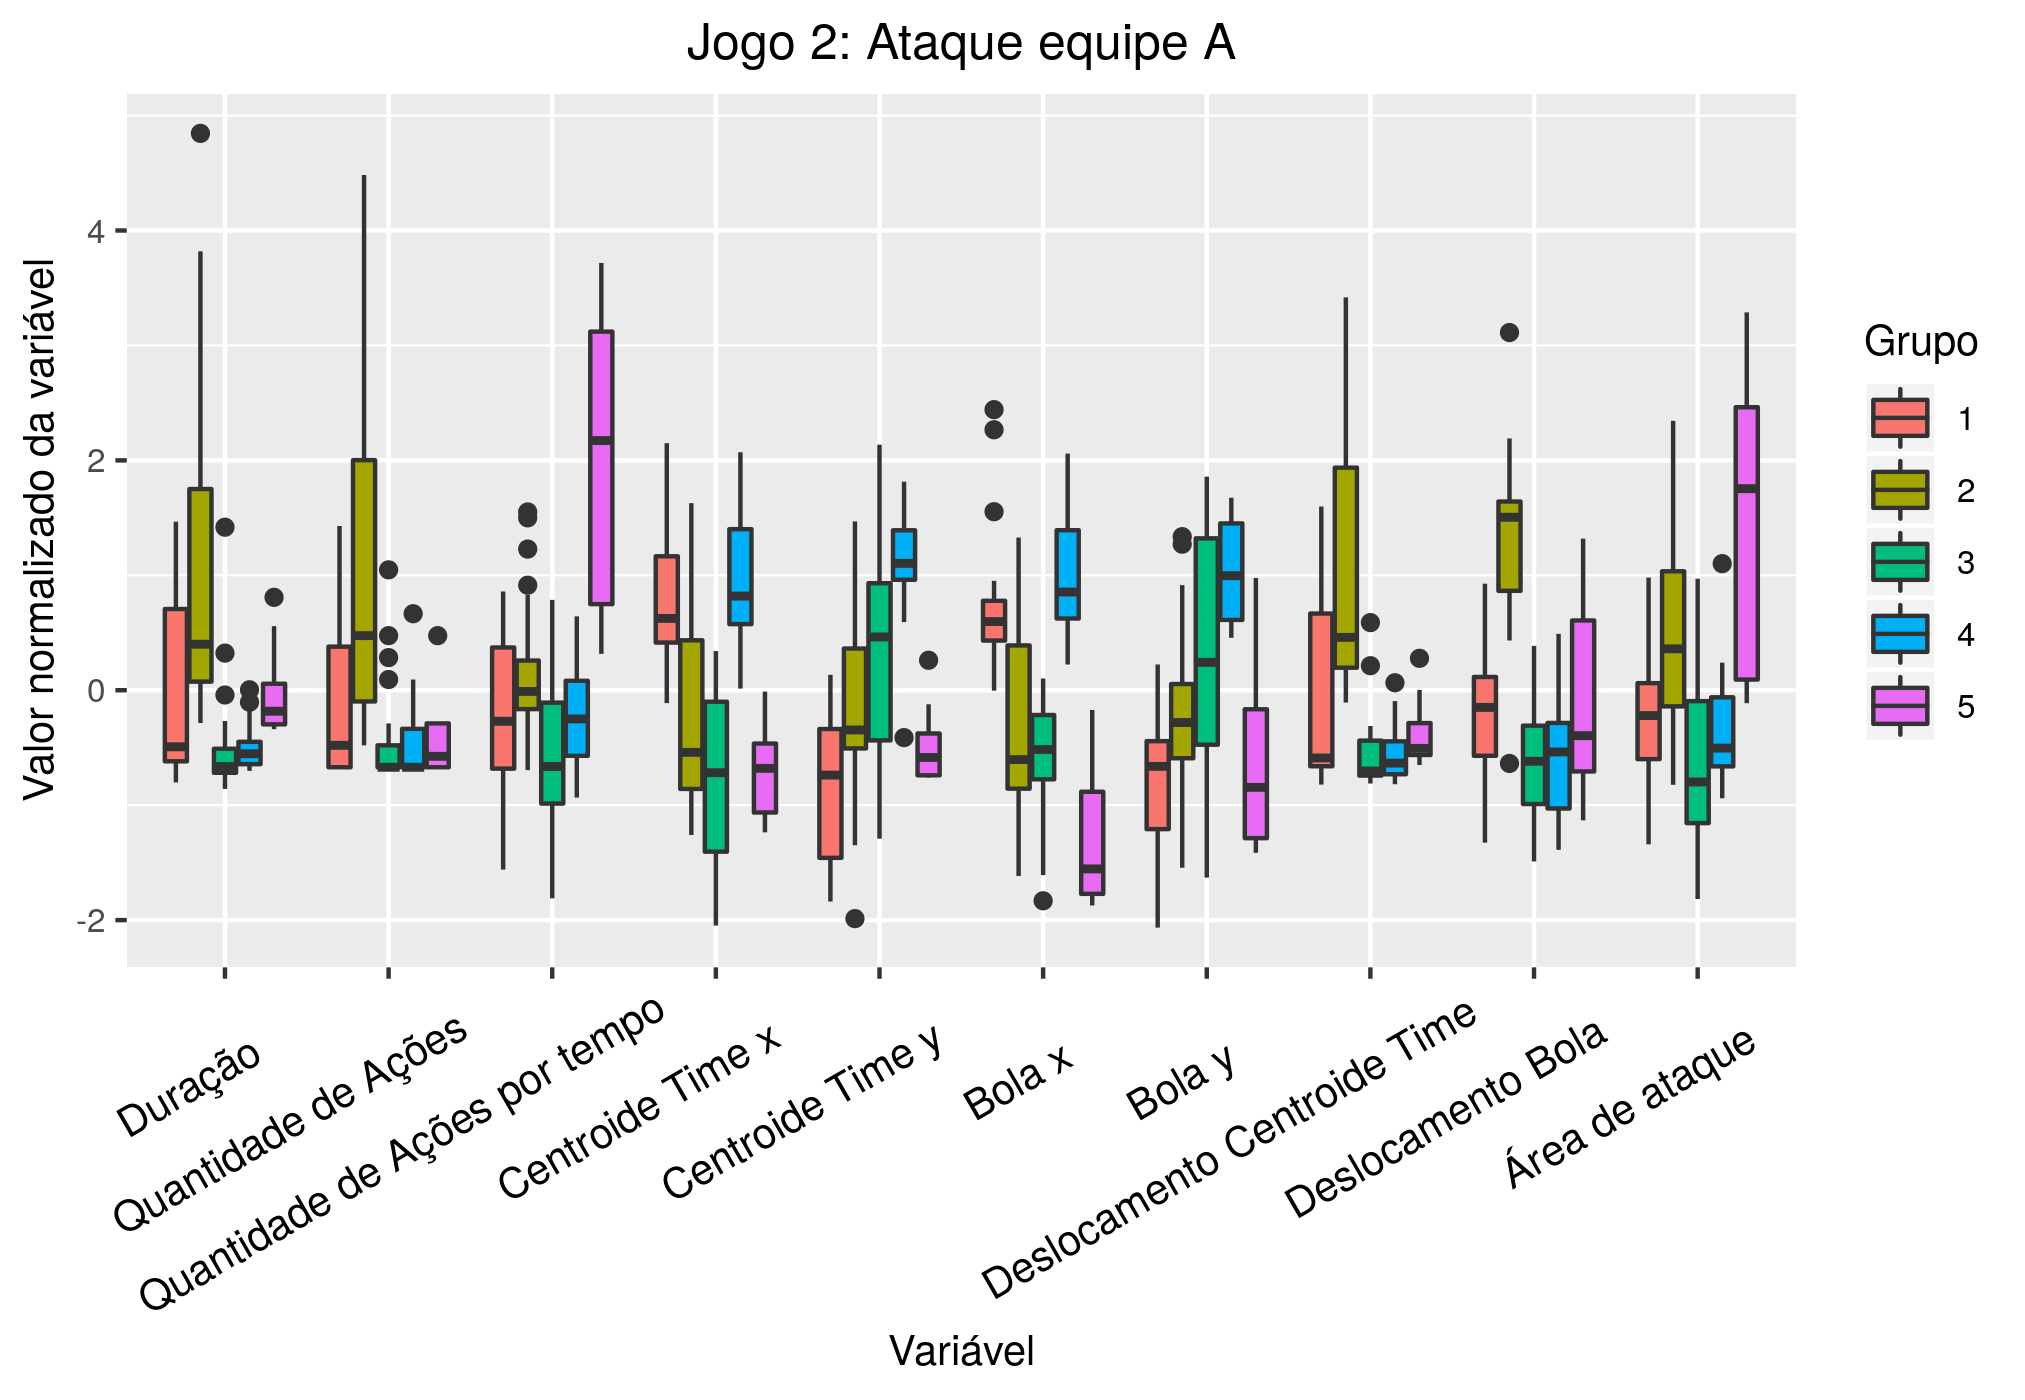 Jogo 2: Ataque equipe A
Valor normalizado da variável
4
2
0
-2
Duração
Quantidade de Ações
Quantidade de Ações por tempo
Centroide Time x
Centroide Time y
Bola x
Bola y
Deslocamento Centroide Time
Deslocamento Bola
Área de ataque
Variável
Grupo
1
2
3
4
5